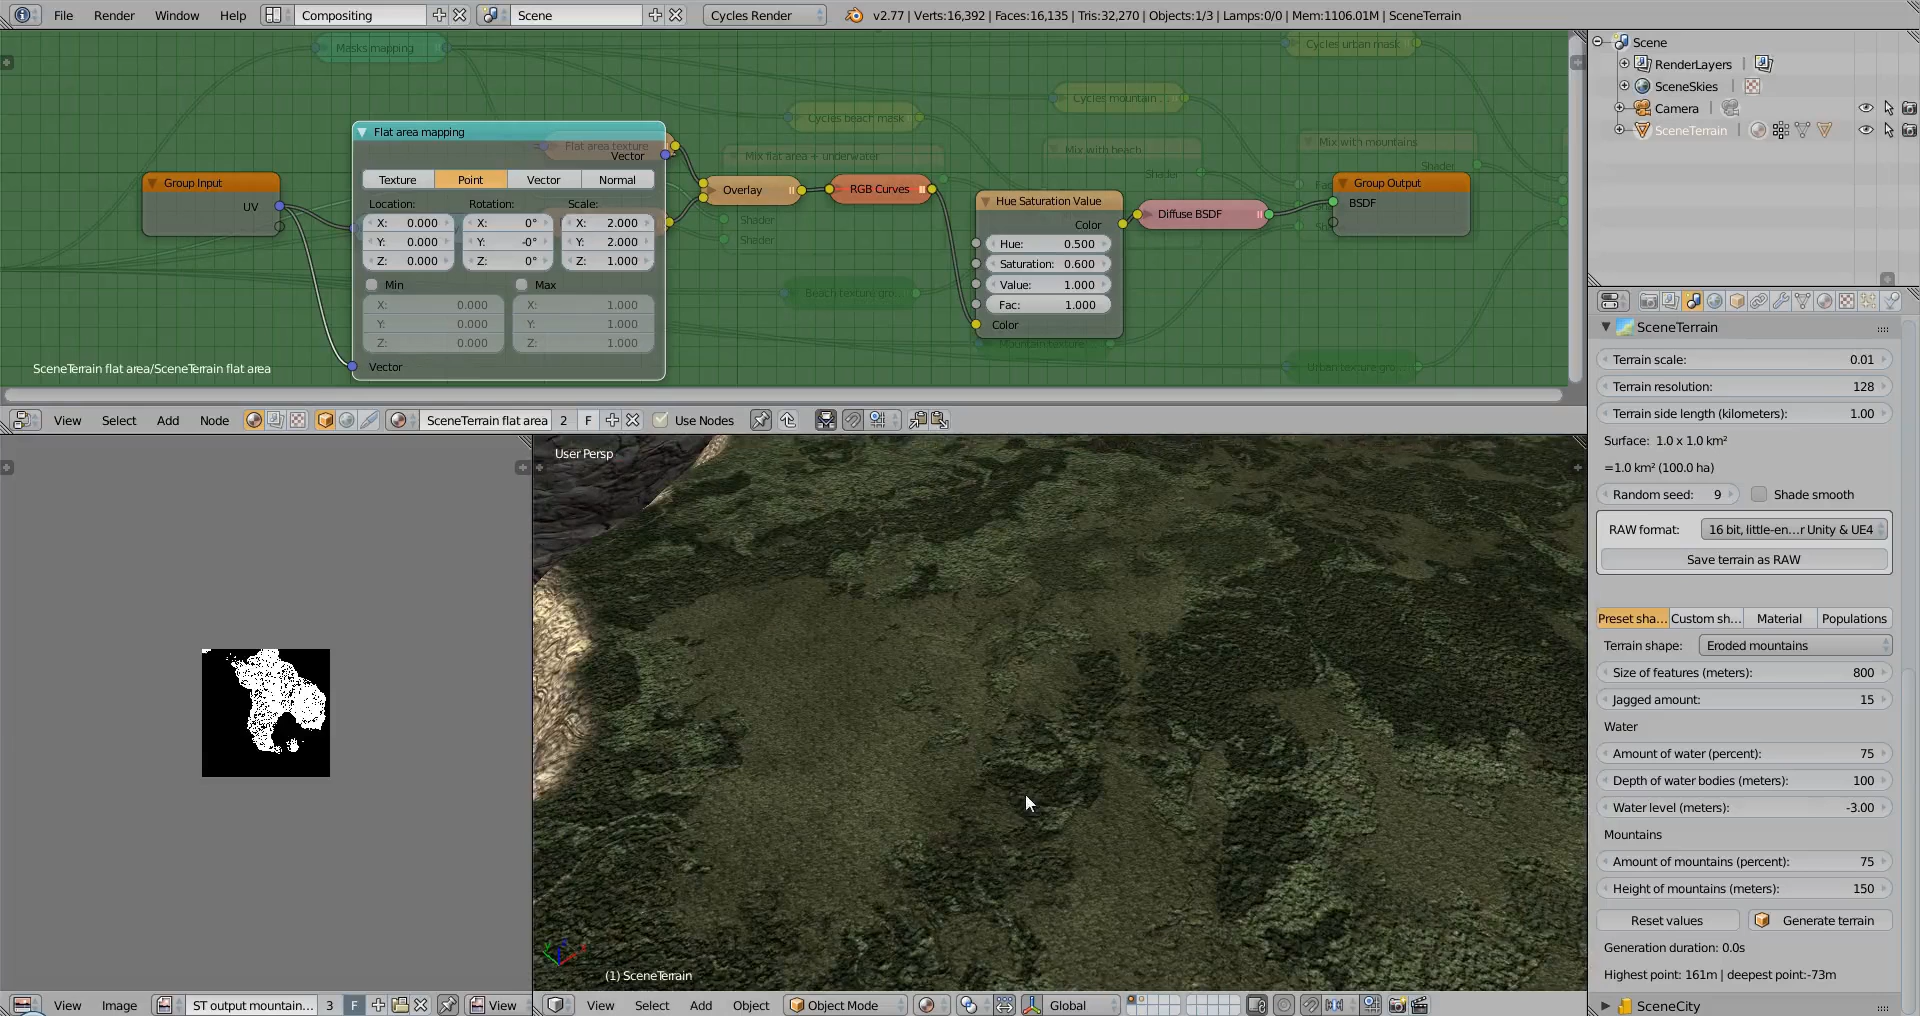 File Render Window Help Compositing Scene Cycles Render v2.77 | Verts:16,392 | Faces:16,135 | Tris:32,270 | Objects:1/3 | Lamps:0/0 | Mem:1106.01M | SceneTerrain
Masks mapping
Cycles urban mask
Cycles mountain ...
Cycles beach mask
Flat area mapping
Flat area texture
Vector
Mix flat area + underwater
Mix with beach
Mix with mountains
Shader
Shader
Texture Point Vector Normal
Group Input
UV
Location: Rotation: Scale:
X: 0.000 X: 0° X: 2.000
Y: 0.000 Y: -0° Y: 2.000
Z: 0.000 Z: 0° Z: 1.000
Min Max
X: 0.000 X: 1.000
Y: 0.000 Y: 1.000
Z: 0.000 Z: 1.000
Vector
Overlay
RGB Curves
Shader
Shader
Beach texture gro...
Hue Saturation Value
Color
Hue: 0.500
Saturation: 0.600
Value: 1.000
Fac: 1.000
Color
Mountain texture
Diffuse BSDF
Group Output
BSDF
Urban texture gro...
SceneTerrain flat area/SceneTerrain flat area
View Select Add Node SceneTerrain flat area 2 F Use Nodes
User Persp
(1) SceneTerrain
View Image ST output mountain... 3 F View
View Select Add Object Object Mode Global
Scene
RenderLayers |
SceneSkies |
Camera |
SceneTerrain |
SceneTerrain
Terrain scale: 0.01
Terrain resolution: 128
Terrain side length (kilometers): 1.00
Surface: 1.0 x 1.0 km²
=1.0 km² (100.0 ha)
Random seed: 9 Shade smooth
RAW format: 16 bit, little-en...r Unity & UE4
Save terrain as RAW
Preset sha... Custom sh... Material Populations
Terrain shape: Eroded mountains
Size of features (meters): 800
Jagged amount: 15
Water
Amount of water (percent): 75
Depth of water bodies (meters): 100
Water level (meters): -3.00
Mountains
Amount of mountains (percent): 75
Height of mountains (meters): 150
Reset values Generate terrain
Generation duration: 0.0s
Highest point: 161m | deepest point:-73m
SceneCity